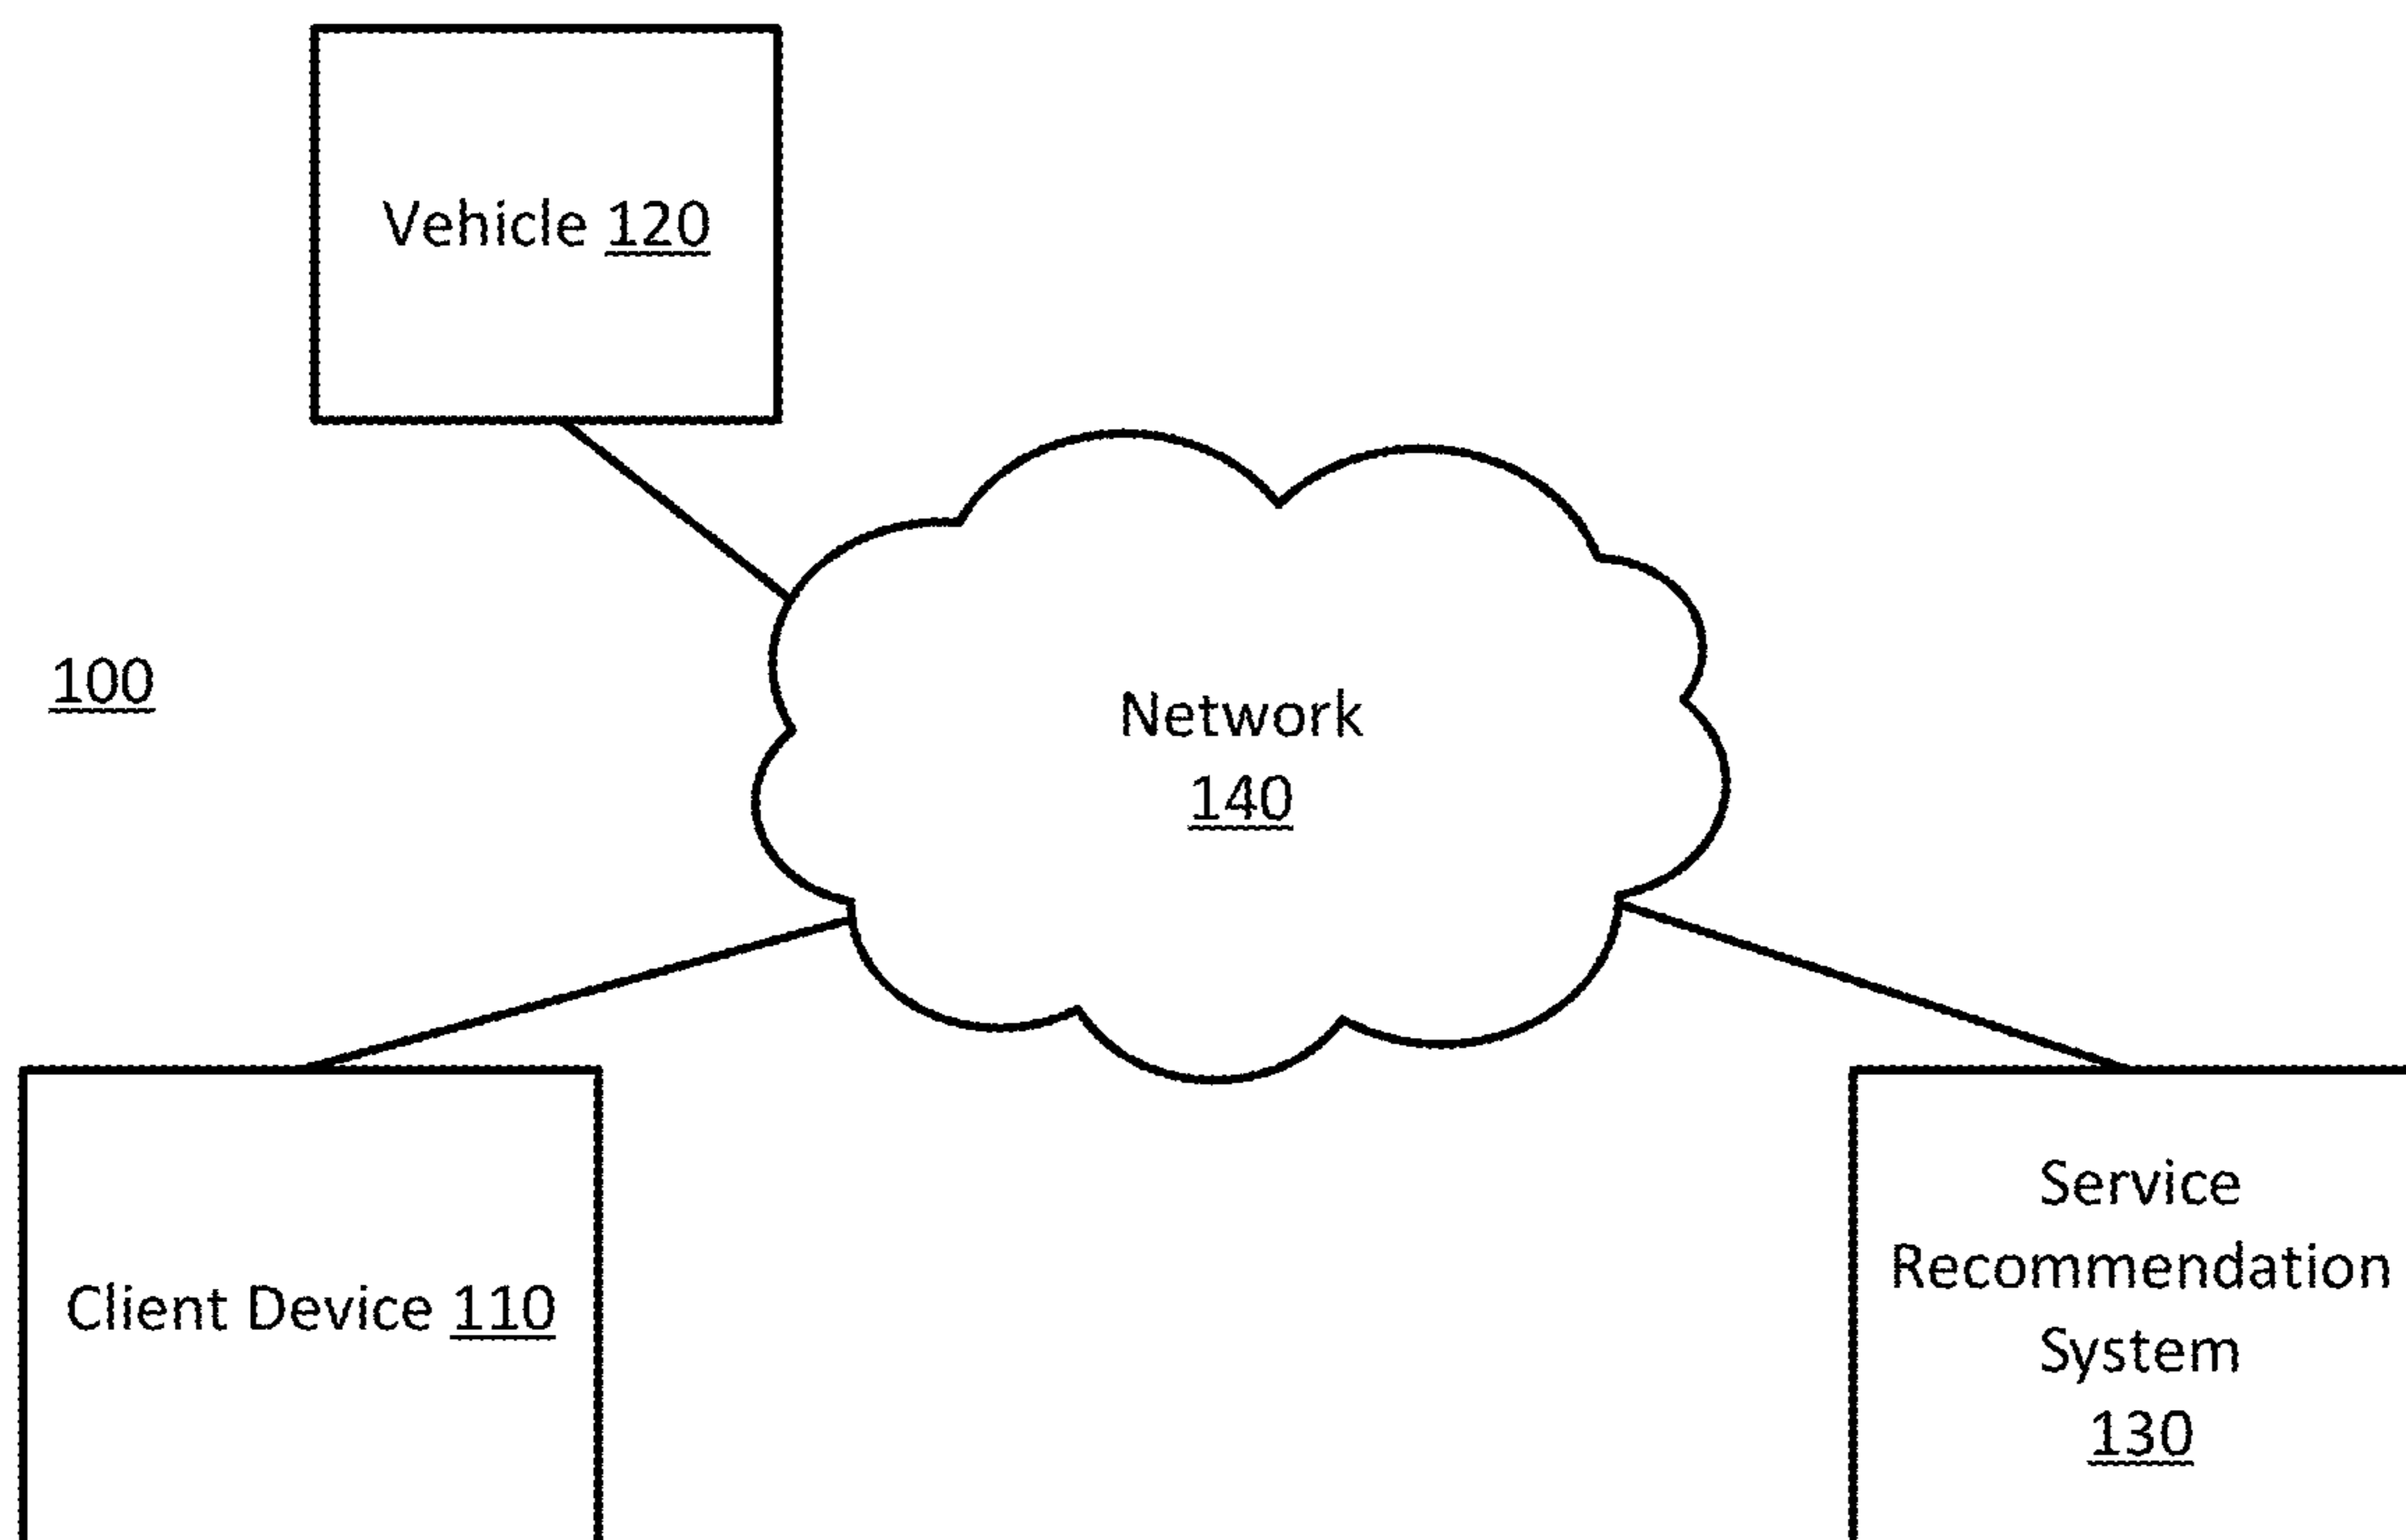 Vehicle 120
100
Network
140
Client Device 110
Service
Recommendation
System
130